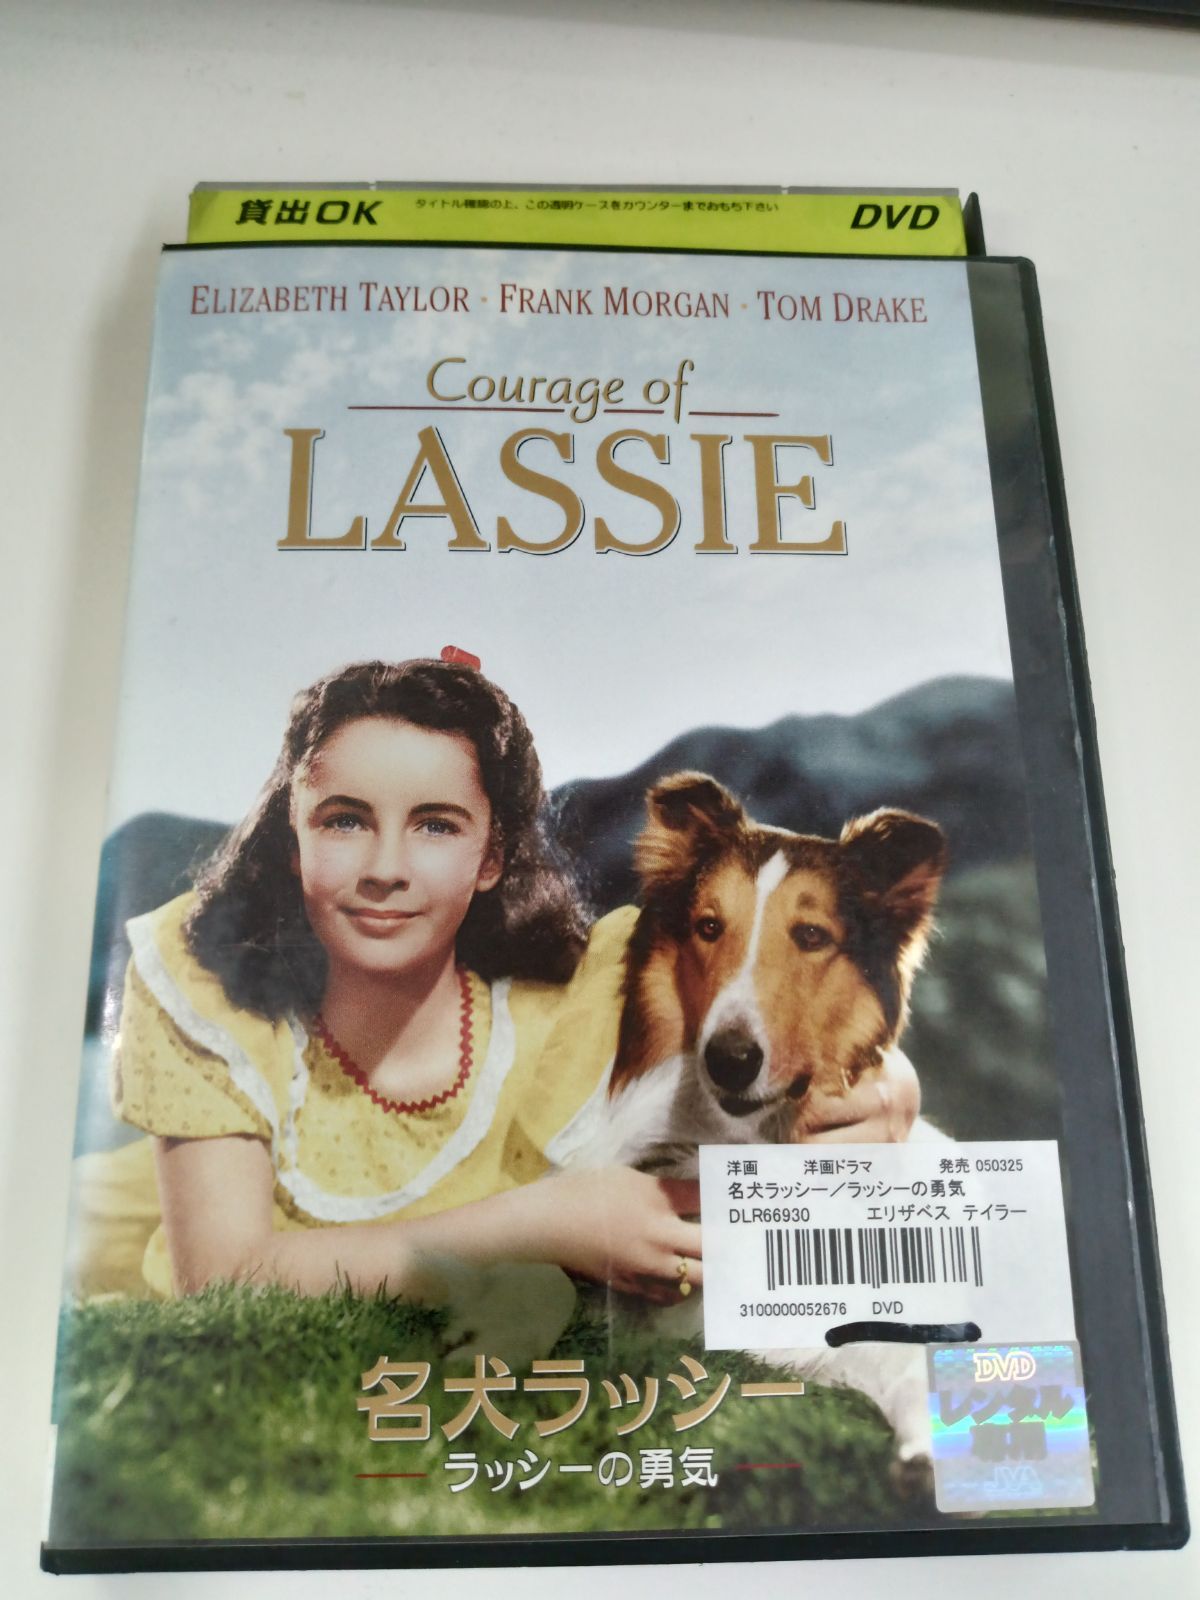 貸出OK タイトル確認の上、この透明ケースをカウンターまでおもち下さい DVD
ELIZABETH TAYLOR · FRANK MORGAN · TOM DRAKE
Courage of
LASSIE
洋画 洋画ドラマ 発売 050325
名犬ラッシー／ラッシーの勇気
DLR66930 エリザベス テイラー
3100000052676 DVD
名犬ラッシー
ラッシーの勇気
DVD
レンタル
専用
JVA